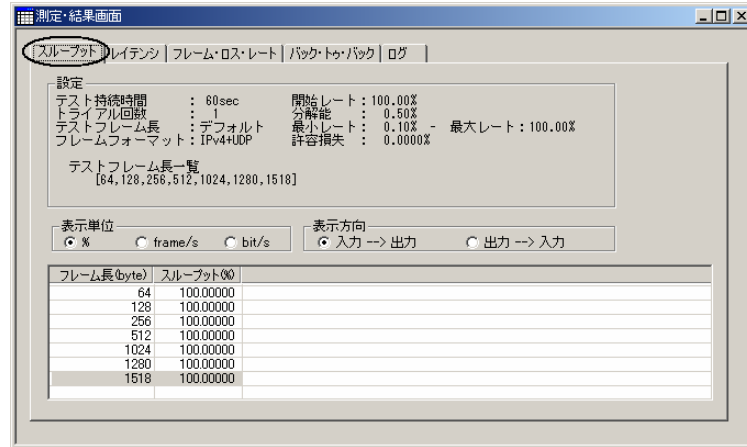 測定・結果画面
スループット レイテンシ フレーム・ロス・レート バック・トゥ・バック ログ
設定
テスト持続時間 : 60sec 開始レート : 100.00%
トライアル回数 : 1 分解能 : 0.50%
テストフレーム長 : デフォルト 最小レート : 0.10% - 最大レート : 100.00%
フレームフォーマット : IPv4+UDP 許容損失 : 0.0000%
テストフレーム長一覧
[64,128,256,512,1024,1280,1518]
表示単位 表示方向
% frame/s bit/s 入力 --> 出力 出力 --> 入力
フレーム長(byte) スループット(%)
64 100.00000
128 100.00000
256 100.00000
512 100.00000
1024 100.00000
1280 100.00000
1518 100.00000